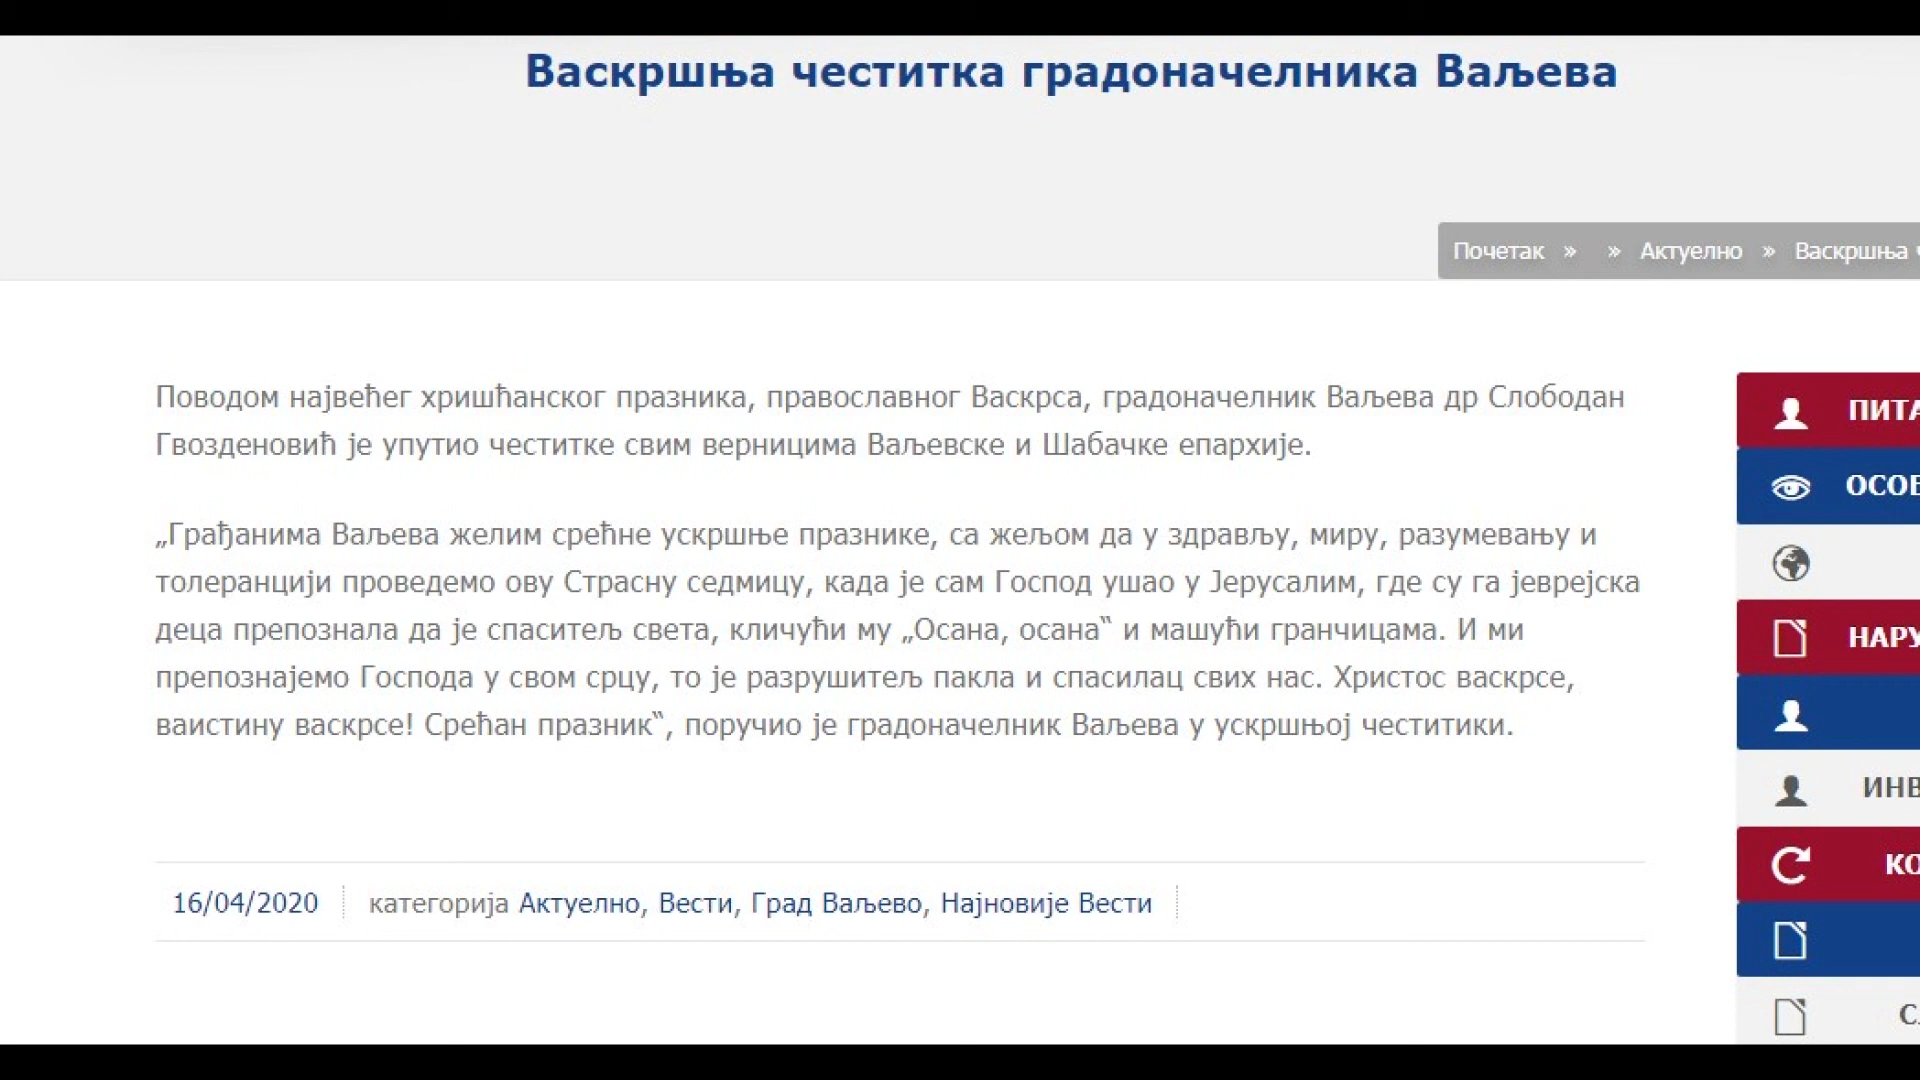 Васкршња честитка градоначелника Ваљева
Почетак » » Актуелно » Васкршња
Поводом највећег хришћанског празника, православног Васкрса, градоначелник Ваљева др Слободан
Гвозденовић је упутио честитке свим верницима Ваљевске и Шабачке епархије.
„Грађанима Ваљева желим срећне ускршње празнике, са жељом да у здрављу, миру, разумевању и
толеранцији проведемо ову Страсну седмицу, када је сам Господ ушао у Јерусалим, где су га јеврејска
деца препознала да је спаситељ света, кличући му „Осана, осана“ и машући гранчицама. И ми
препознајемо Господа у свом срцу, то је разрушитељ пакла и спасилац свих нас. Христос васкрсе,
ваистину васкрсе! Срећан празник“, поручио је градоначелник Ваљева у ускршњој честитики.
16/04/2020 категорија Актуелно, Вести, Град Ваљево, Најновије Вести